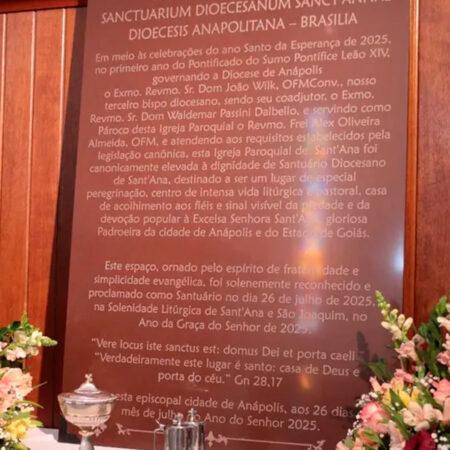 SANCTUARIUM DIOECESANUM SANCTAE ANNAE
DIOECESIS ANAPOLITANA – BRASILIA
Em meio às celebrações do ano Santo da Esperança de 2025,
no primeiro ano do Pontificado do Sumo Pontífice Leão XIV,
governando a Diocese de Anápolis
o Exmo. Revmo. Sr. Dom João Wilk, OFMConv., nosso
terceiro bispo diocesano, sendo seu coadjutor, o Exmo.
Revmo. Sr. Dom Waldemar Passini Dalbello, e servindo como
Pároco desta Igreja Paroquial o Revmo. Frei Alex Oliveira
Almeida, OFM, e atendendo aos requisitos estabelecidos pela
legislação canônica, esta Igreja Paroquial de Sant'Ana foi
canonicamente elevada à dignidade de Santuário Diocesano
de Sant'Ana, destinado a ser um lugar de especial
peregrinação, centro de intensa vida litúrgica e pastoral, casa
de acolhimento aos fiéis e sinal visível da piedade e da
devoção popular à Excelsa Senhora Sant'Ana, gloriosa
Padroeira da cidade de Anápolis e do Estado de Goiás.
Este espaço, ornado pelo espírito de fraternidade e
simplicidade evangélica, foi solenemente reconhecido e
proclamado como Santuário no dia 26 de julho de 2025,
na Solenidade Litúrgica de Sant'Ana e São Joaquim, no
Ano da Graça do Senhor de 2025.
"Vere locus iste sanctus est: domus Dei et porta caeli
"Verdadeiramente este lugar é santo: casa de Deus e
porta do céu." Gn 28,17
nesta episcopal cidade de Anápolis, aos 26 dias
mês de julho do Ano do Senhor 2025.